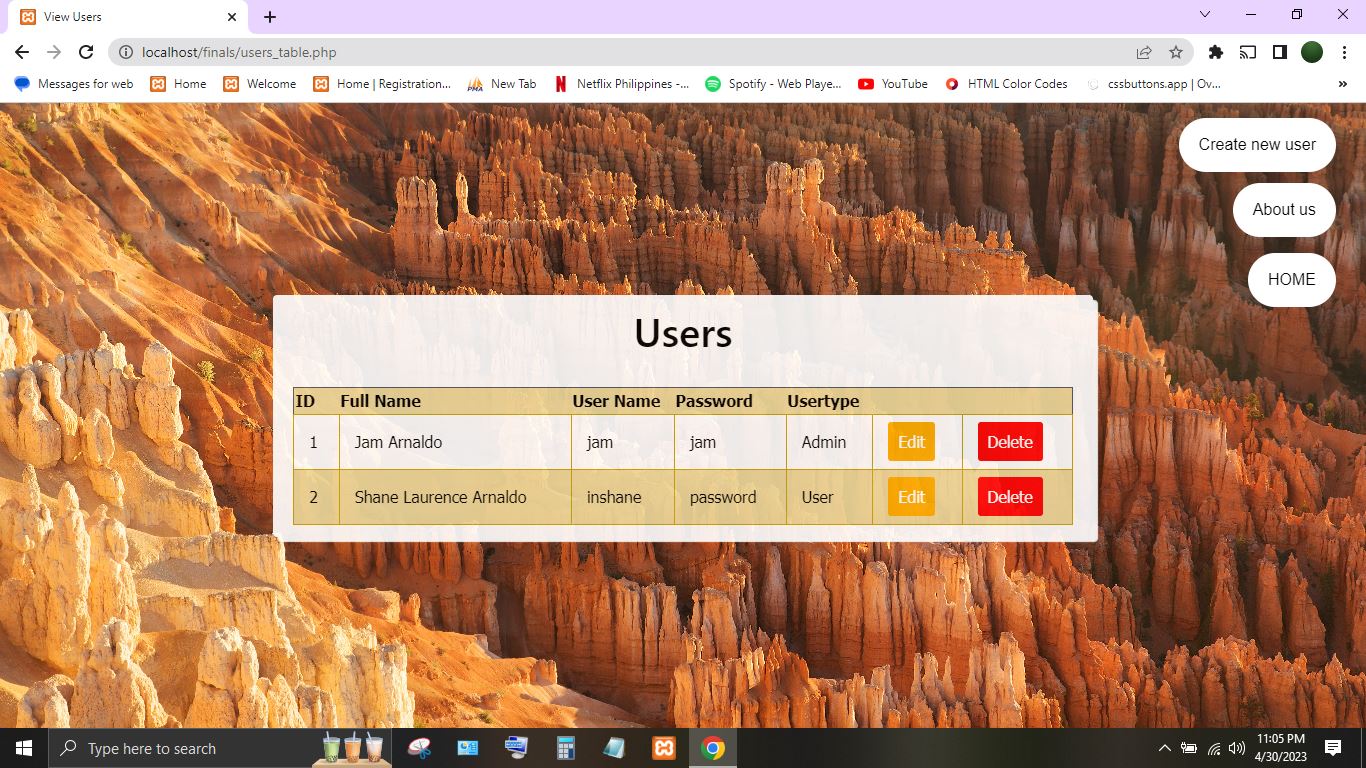 View Users
localhost/finals/users_table.php
Messages for web Home Welcome Home | Registration... New Tab Netflix Philippines -... Spotify - Web Playe... YouTube HTML Color Codes cssbuttons.app | Ov... »
Create new user
About us
HOME
Users
ID Full Name User Name Password Usertype
1 Jam Arnaldo jam jam Admin Edit Delete
2 Shane Laurence Arnaldo inshane password User Edit Delete
Type here to search
11:05 PM
4/30/2023